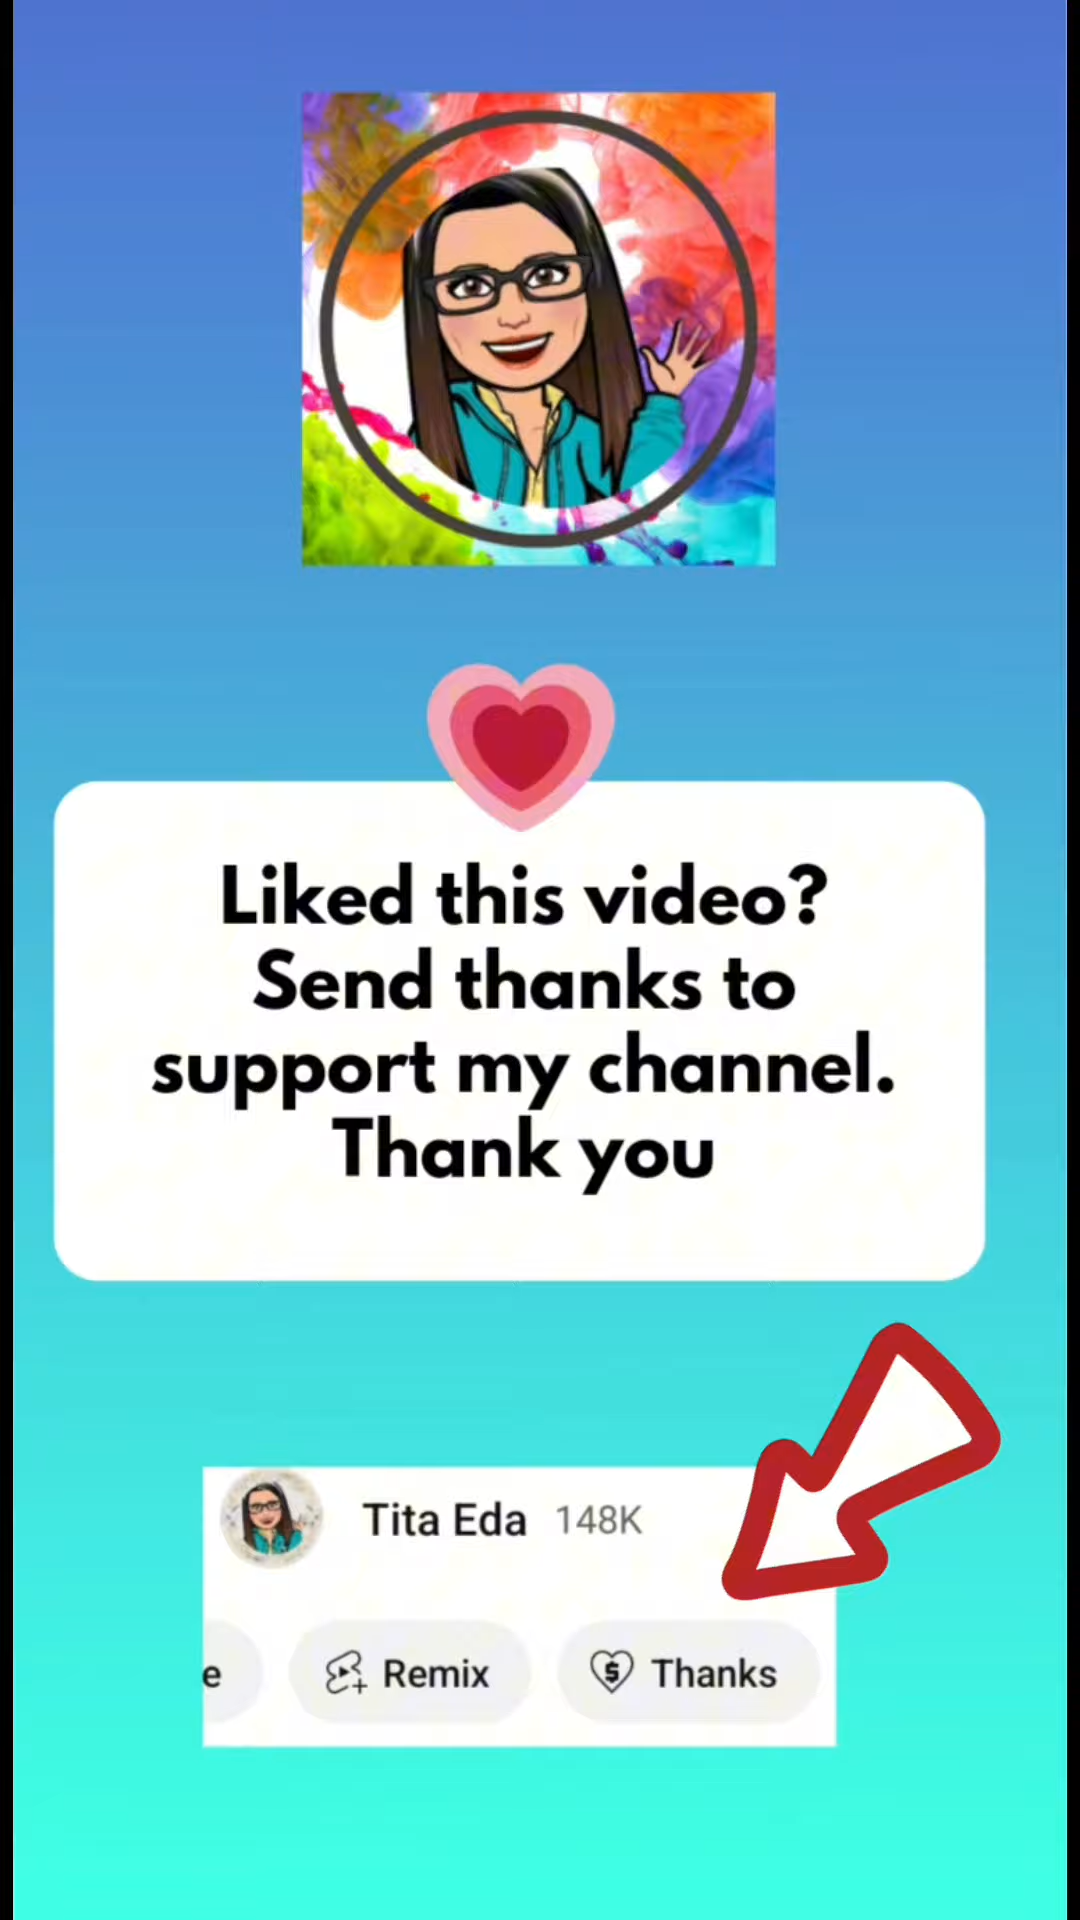 Liked this video?
Send thanks to
support my channel.
Thank you
Tita Eda 148K
e Remix $ Thanks